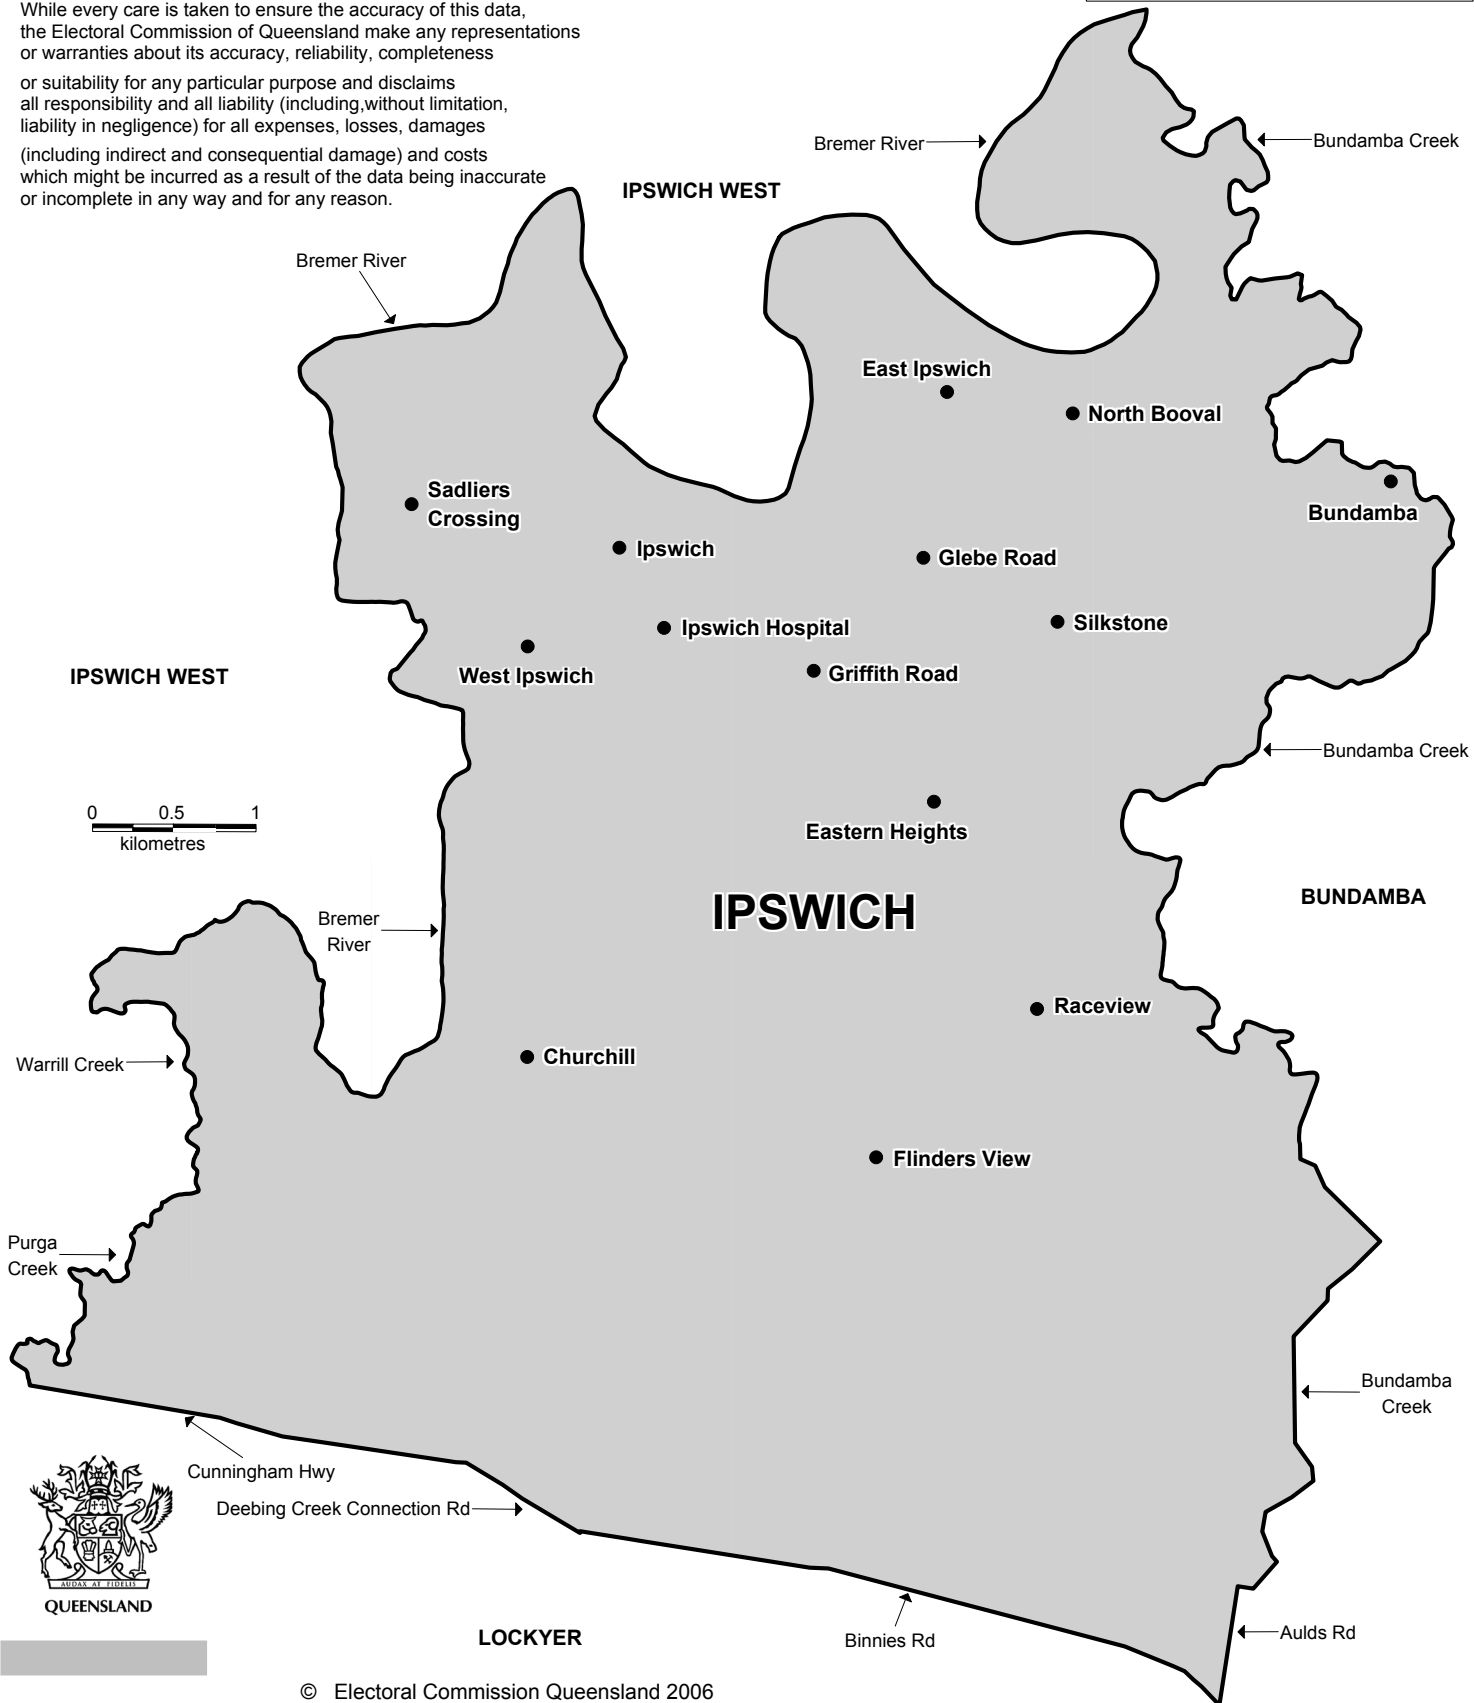 While every care is taken to ensure the accuracy of this data,
the Electoral Commission of Queensland make any representations
or warranties about its accuracy, reliability, completeness
or suitability for any particular purpose and disclaims
all responsibility and all liability (including,without limitation,
liability in negligence) for all expenses, losses, damages
(including indirect and consequential damage) and costs
which might be incurred as a result of the data being inaccurate
or incomplete in any way and for any reason.
Bremer River
Bundamba Creek
IPSWICH WEST
Bremer River
East Ipswich
North Booval
Sadliers
Crossing
Bundamba
Ipswich
Glebe Road
Ipswich Hospital
Silkstone
West Ipswich
Griffith Road
IPSWICH WEST
Bundamba Creek
0 0.5 1
kilometres
Eastern Heights
IPSWICH
BUNDAMBA
Bremer
River
Raceview
Churchill
Warrill Creek
Flinders View
Purga
Creek
Bundamba
Creek
Cunningham Hwy
Deebing Creek Connection Rd
AUDAX AT FIDELIS
QUEENSLAND
LOCKYER
Binnies Rd
Aulds Rd
© Electoral Commission Queensland 2006